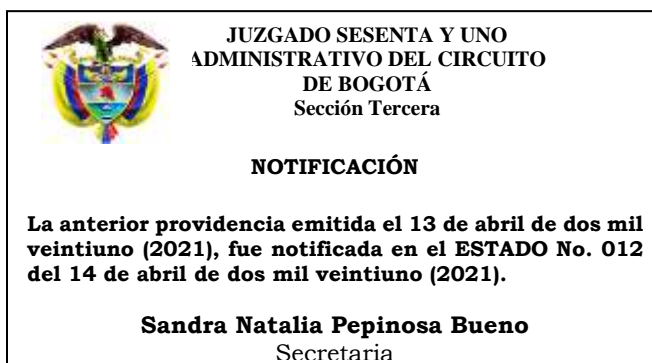 JUZGADO SESENTA Y UNO
ADMINISTRATIVO DEL CIRCUITO
DE BOGOTÁ
Sección Tercera
NOTIFICACIÓN
La anterior providencia emitida el 13 de abril de dos mil
veintiuno (2021), fue notificada en el ESTADO No. 012
del 14 de abril de dos mil veintiuno (2021).
Sandra Natalia Pepinosa Bueno
Secretaria